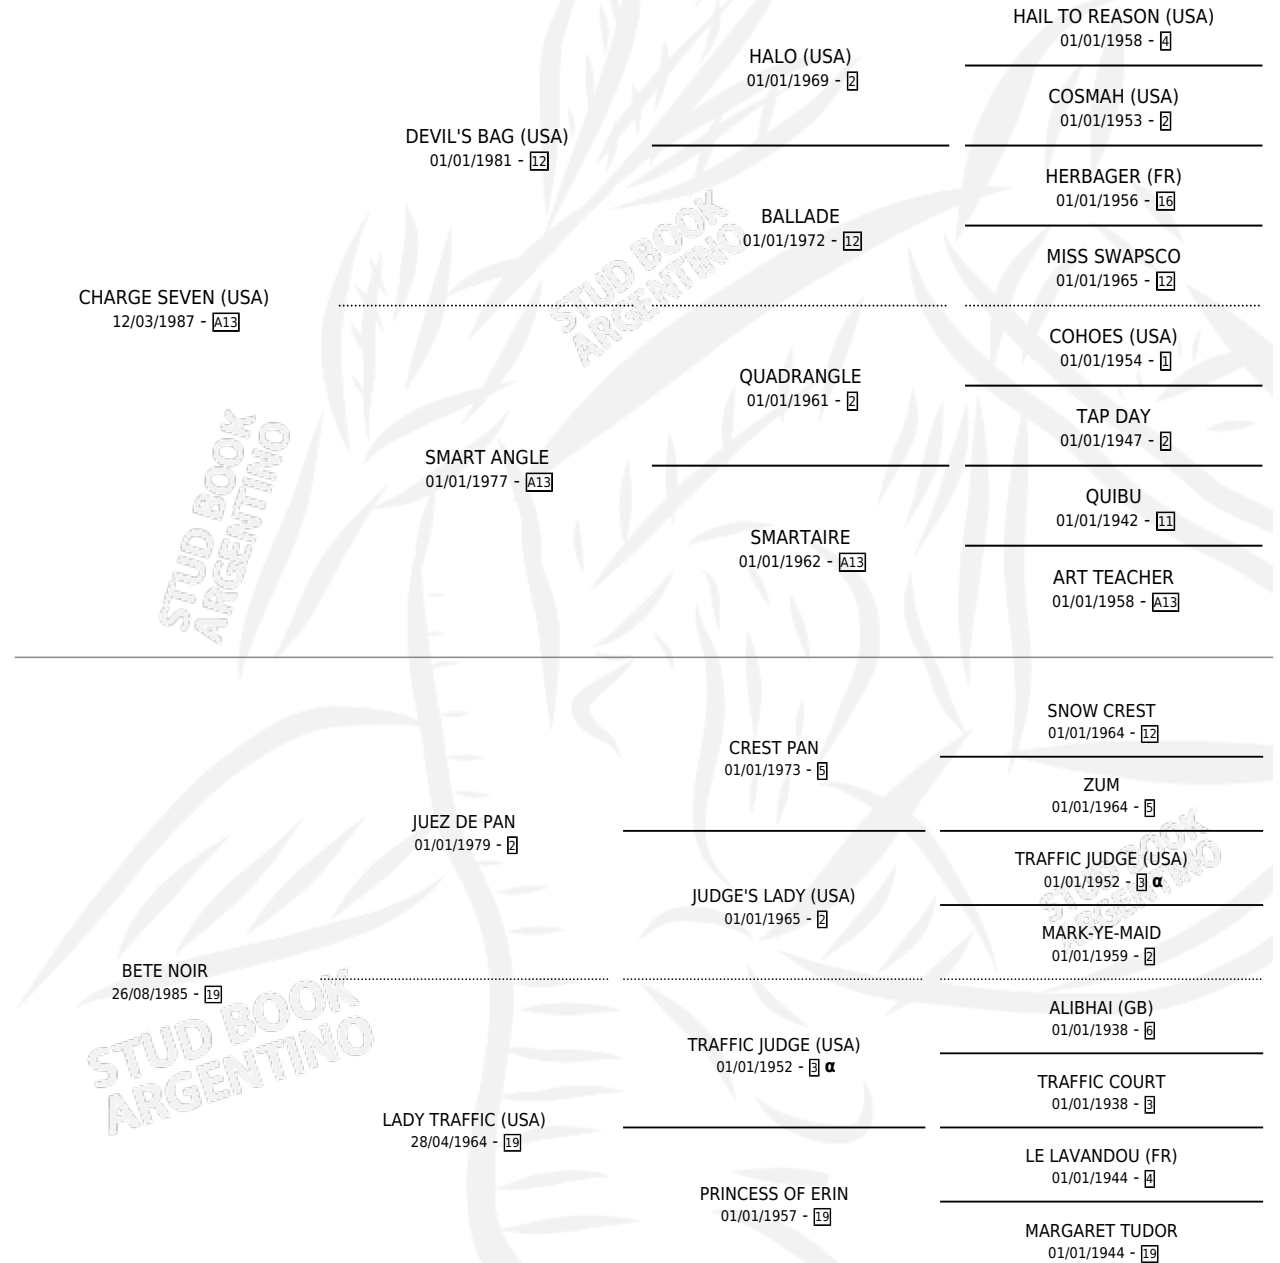 HAIL TO REASON (USA)
01/01/1958 - 4
HALO (USA)
01/01/1969 - 2
COSMAH (USA)
01/01/1953 - 2
DEVIL'S BAG (USA)
01/01/1981 - 12
HERBAGER (FR)
01/01/1956 - 16
BALLADE
01/01/1972 - 12
MISS SWAPSCO
01/01/1965 - 12
CHARGE SEVEN (USA)
12/03/1987 - A13
COHOES (USA)
01/01/1954 - 1
QUADRANGLE
01/01/1961 - 2
TAP DAY
01/01/1947 - 2
SMART ANGLE
01/01/1977 - A13
QUIBU
01/01/1942 - 11
SMARTAIRE
01/01/1962 - A13
ART TEACHER
01/01/1958 - A13
SNOW CREST
01/01/1964 - 12
CREST PAN
01/01/1973 - 5
ZUM
01/01/1964 - 5
JUEZ DE PAN
01/01/1979 - 2
TRAFFIC JUDGE (USA)
01/01/1952 - 3 α
JUDGE'S LADY (USA)
01/01/1965 - 2
MARK-YE-MAID
01/01/1959 - 2
BETE NOIR
26/08/1985 - 19
ALIBHAI (GB)
01/01/1938 - 6
TRAFFIC JUDGE (USA)
01/01/1952 - 3 α
TRAFFIC COURT
01/01/1938 - 3
LADY TRAFFIC (USA)
28/04/1964 - 19
LE LAVANDOU (FR)
01/01/1944 - 4
PRINCESS OF ERIN
01/01/1957 - 19
MARGARET TUDOR
01/01/1944 - 19
STUD BOOK
ARGENTINO
STUD BOOK
ARGENTINO
STUD BOOK
ARGENTINO
STUD BOOK
ARGENTINO